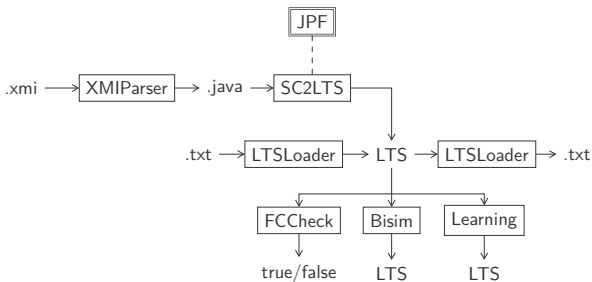 JPF
.xmi XMIParser .java SC2LTS
.txt LTSLoader LTS LTSLoader .txt
FCCheck Bisim Learning
true/false LTS LTS